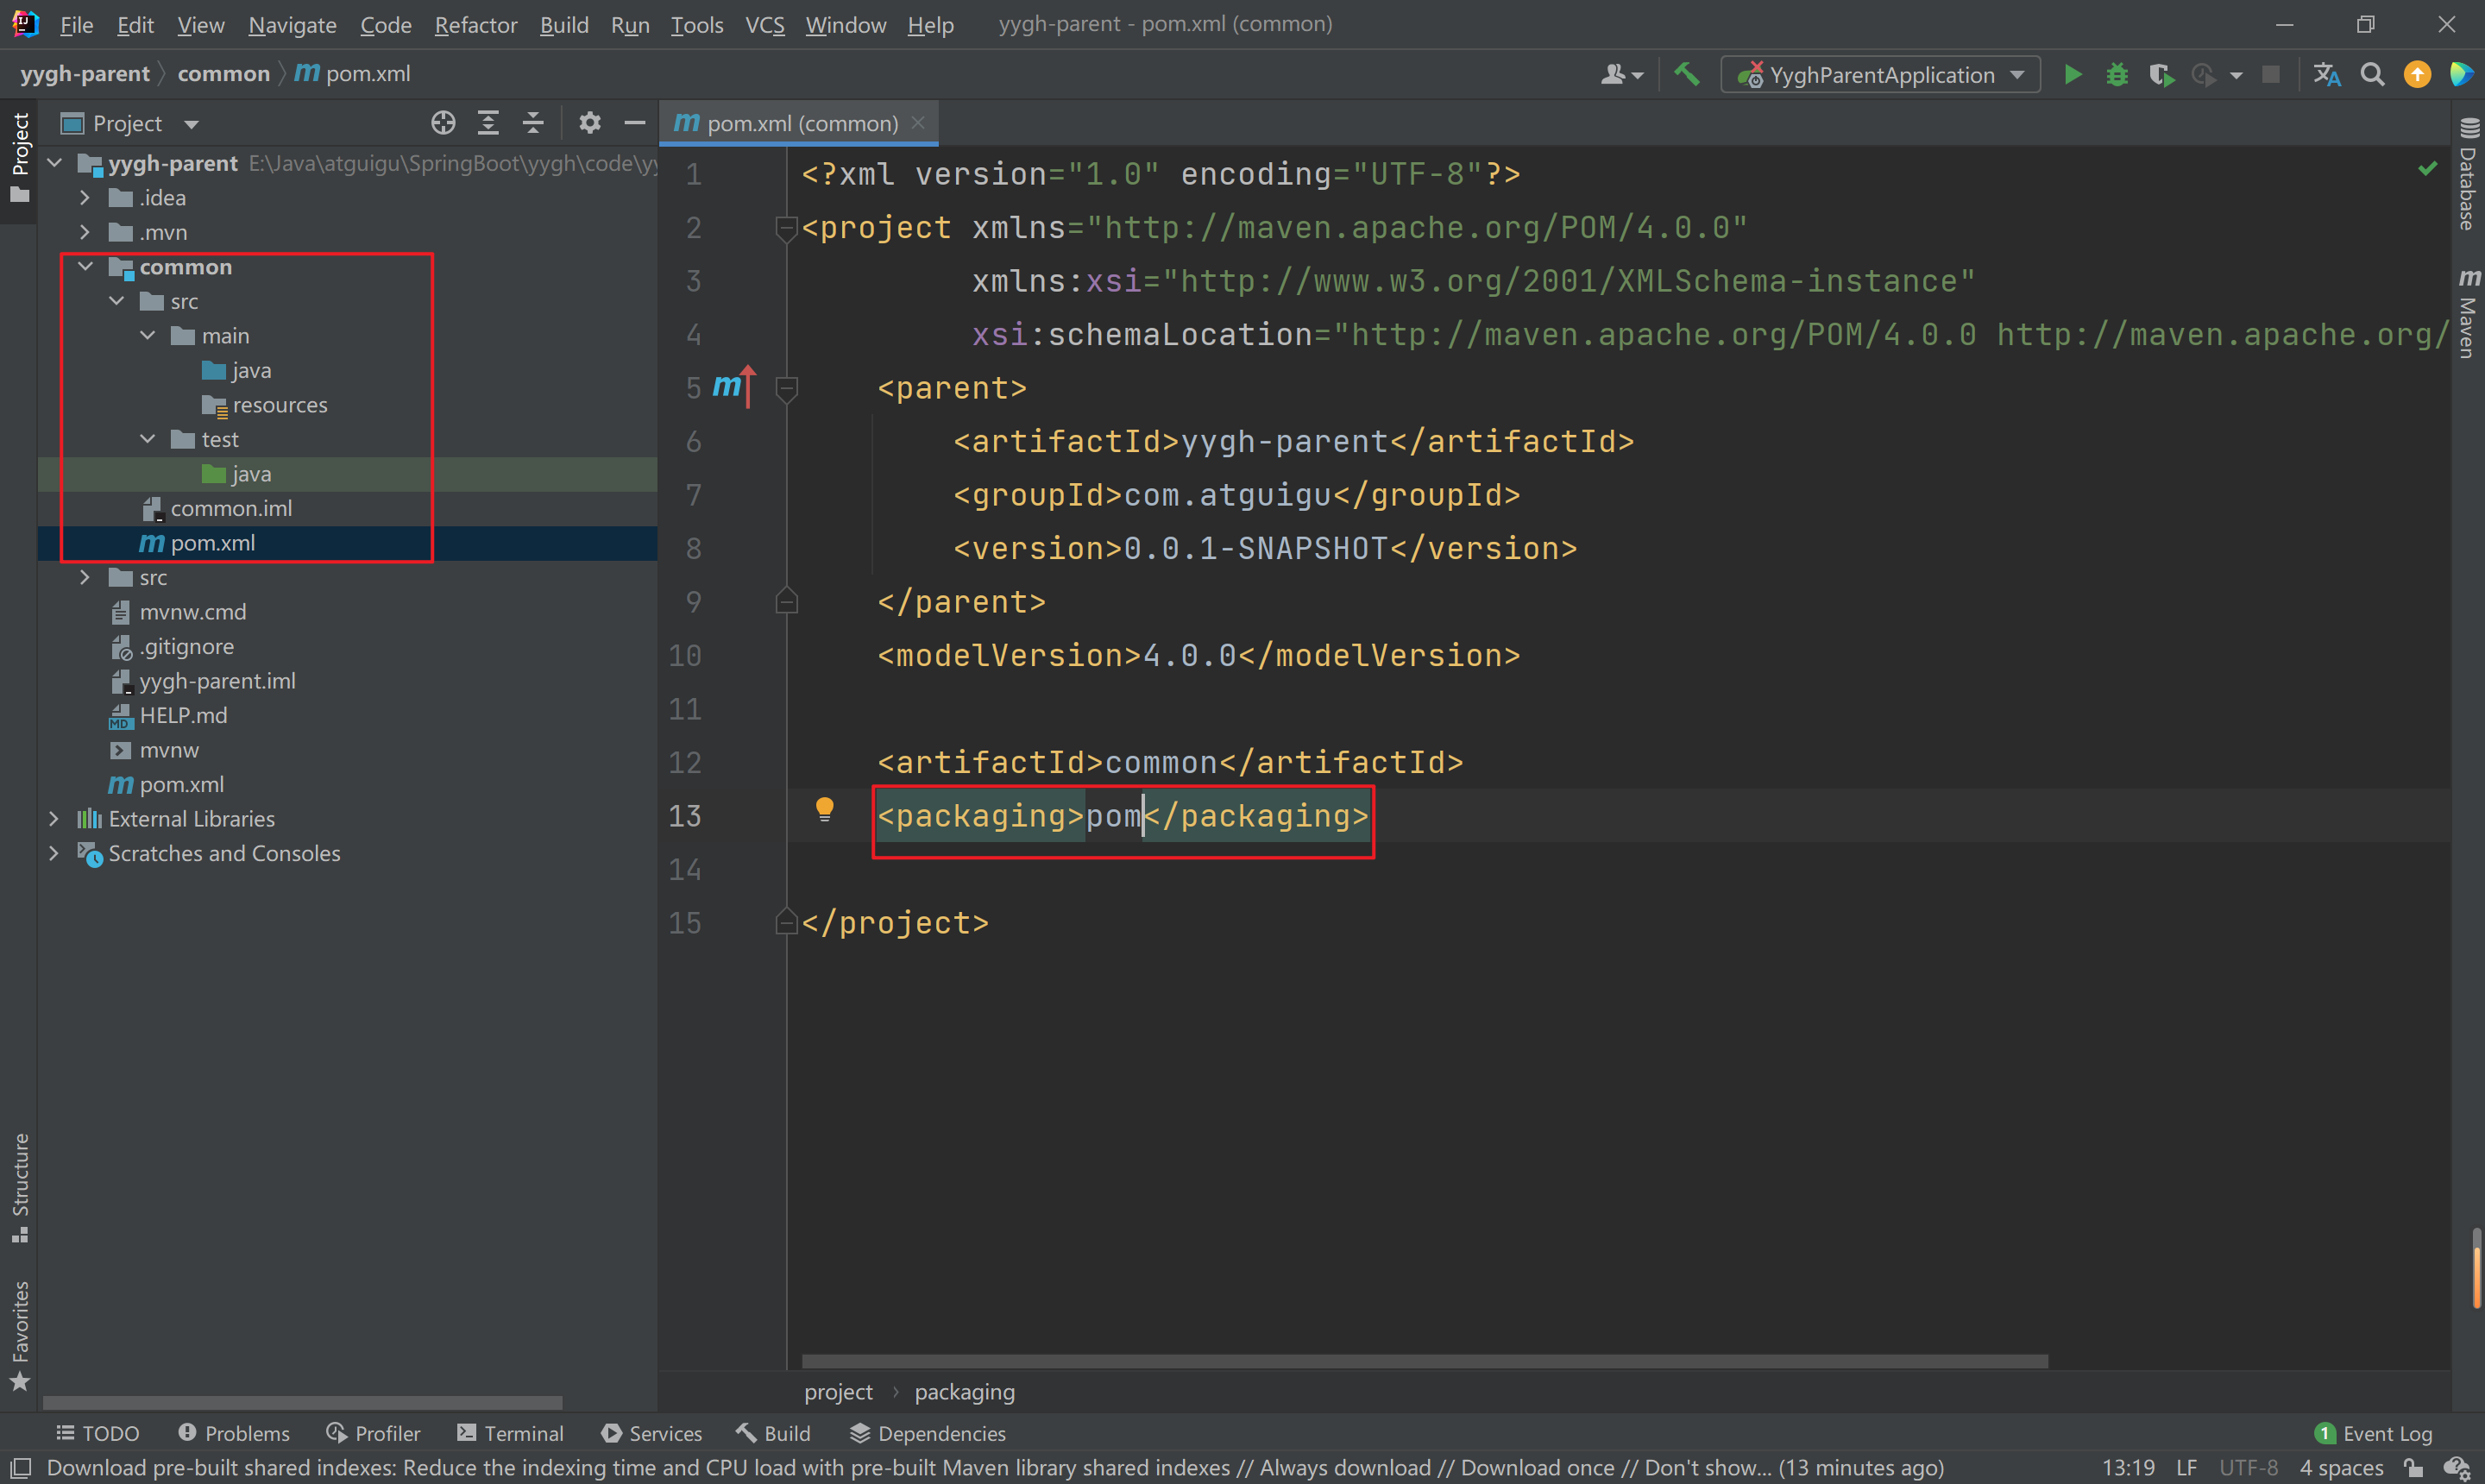 File Edit View Navigate Code Refactor Build Run Tools VCS Window Help yygh-parent - pom.xml (common)
yygh-parent common pom.xml YyghParentApplication
Project
Project
pom.xml (common)
yygh-parent E:\Java\atguigu\SpringBoot\yygh\code\yy
.idea
.mvn
common
src
main
java
resources
test
java
common.iml
pom.xml
src
mvnw.cmd
.gitignore
yygh-parent.iml
HELP.md
mvnw
pom.xml
External Libraries
Scratches and Consoles
1 <?xml version="1.0" encoding="UTF-8"?>
2 <project xmlns="http://maven.apache.org/POM/4.0.0"
3 xmlns:xsi="http://www.w3.org/2001/XMLSchema-instance"
4 xsi:schemaLocation="http://maven.apache.org/POM/4.0.0 http://maven.apache.org/
5 <parent>
6 <artifactId>yygh-parent</artifactId>
7 <groupId>com.atguigu</groupId>
8 <version>0.0.1-SNAPSHOT</version>
9 </parent>
10 <modelVersion>4.0.0</modelVersion>
11
12 <artifactId>common</artifactId>
13 <packaging>pom</packaging>
14
15 </project>
Database
Maven
Structure
Favorites
project packaging
TODO Problems Profiler Terminal Services Build Dependencies 1 Event Log
Download pre-built shared indexes: Reduce the indexing time and CPU load with pre-built Maven library shared indexes // Always download // Download once // Don't show... (13 minutes ago) 13:19 LF UTF-8 4 spaces